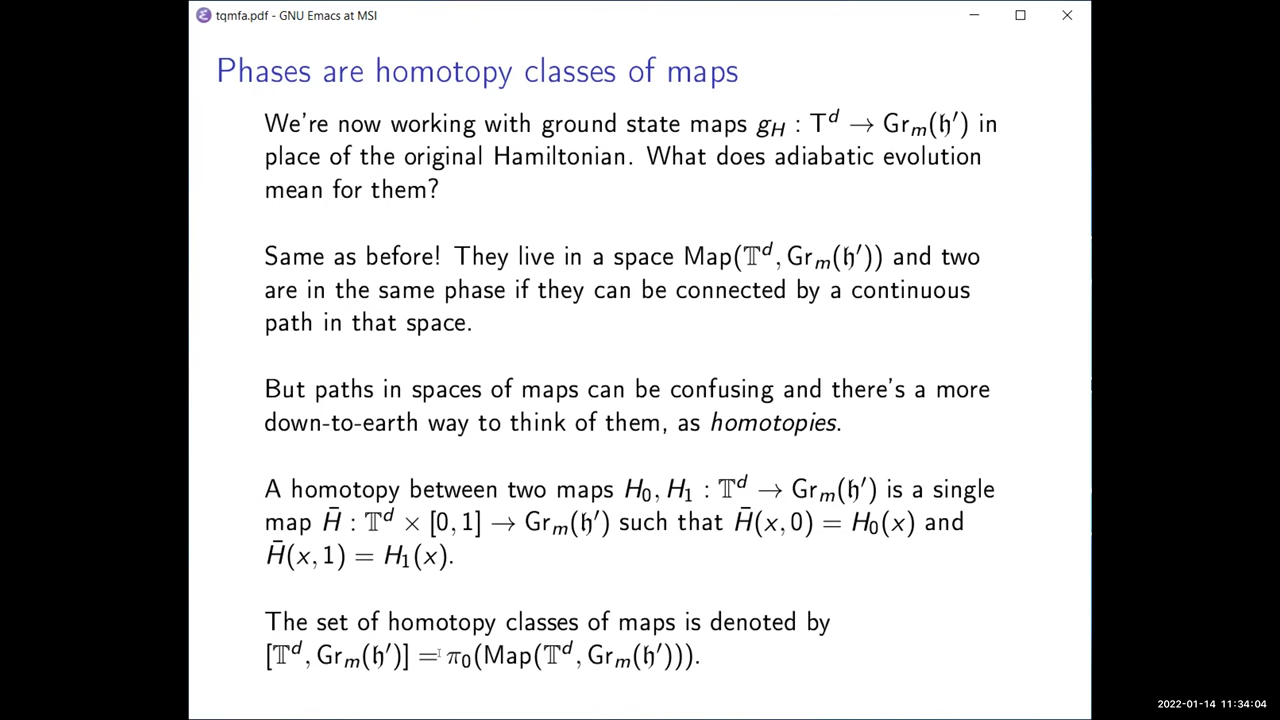 tqmfa.pdf - GNU Emacs at MSI
Phases are homotopy classes of maps
We're now working with ground state maps g_H : T^d → Gr_m(𝔥′) in
place of the original Hamiltonian. What does adiabatic evolution
mean for them?
Same as before! They live in a space Map(𝕋^d, Gr_m(𝔥′)) and two
are in the same phase if they can be connected by a continuous
path in that space.
But paths in spaces of maps can be confusing and there's a more
down-to-earth way to think of them, as homotopies.
A homotopy between two maps H₀, H₁ : 𝕋^d → Gr_m(𝔥′) is a single
map H̄ : 𝕋^d × [0, 1] → Gr_m(𝔥′) such that H̄(x, 0) = H₀(x) and
H̄(x, 1) = H₁(x).
The set of homotopy classes of maps is denoted by
[𝕋^d, Gr_m(𝔥′)] = π₀(Map(𝕋^d, Gr_m(𝔥′))).
2022-01-14 11:34:04